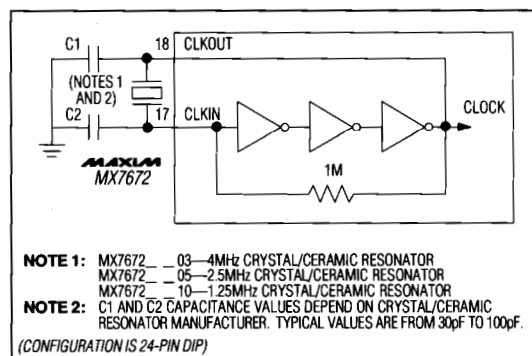 C1
18
CLKOUT
(NOTES 1
AND 2)
C2
17
CLKIN
CLOCK
1M
MAXIM
MX7672
NOTE 1: MX7672_ _ 03—4MHz CRYSTAL/CERAMIC RESONATOR
MX7672_ _ 05—2.5MHz CRYSTAL/CERAMIC RESONATOR
MX7672_ _ 10—1.25MHz CRYSTAL/CERAMIC RESONATOR
NOTE 2: C1 AND C2 CAPACITANCE VALUES DEPEND ON CRYSTAL/CERAMIC
RESONATOR MANUFACTURER. TYPICAL VALUES ARE FROM 30pF TO 100pF.
(CONFIGURATION IS 24-PIN DIP)